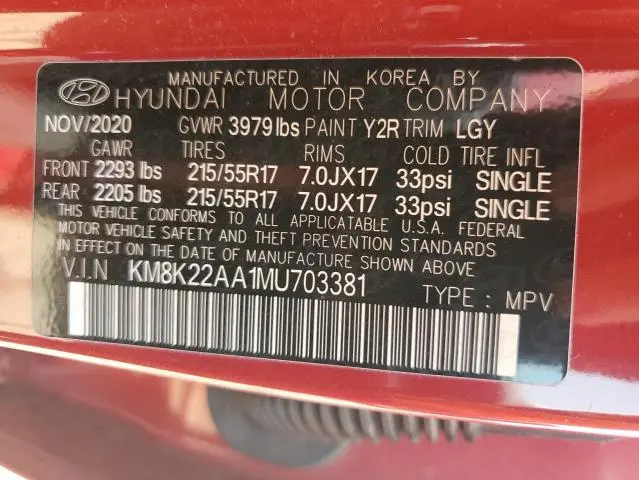 MANUFACTURED IN KOREA BY
HYUNDAI MOTOR COMPANY
NOV/2020 GVWR 3979 lbs PAINT Y2R TRIM LGY
GAWR TIRES RIMS COLD TIRE INFL
FRONT 2293 lbs 215/55R17 7.0JX17 33psi SINGLE
REAR 2205 lbs 215/55R17 7.0JX17 33psi SINGLE
THIS VEHICLE CONFORMS TO ALL APPLICATABLE U.S.A. FEDERAL
MOTOR VEHICLE SAFETY AND THEFT PREVENTION STANDARDS
IN EFFECT ON THE DATE OF MANUFACTURE SHOWN ABOVE
V.I.N KM8K22AA1MU703381 TYPE : MPV